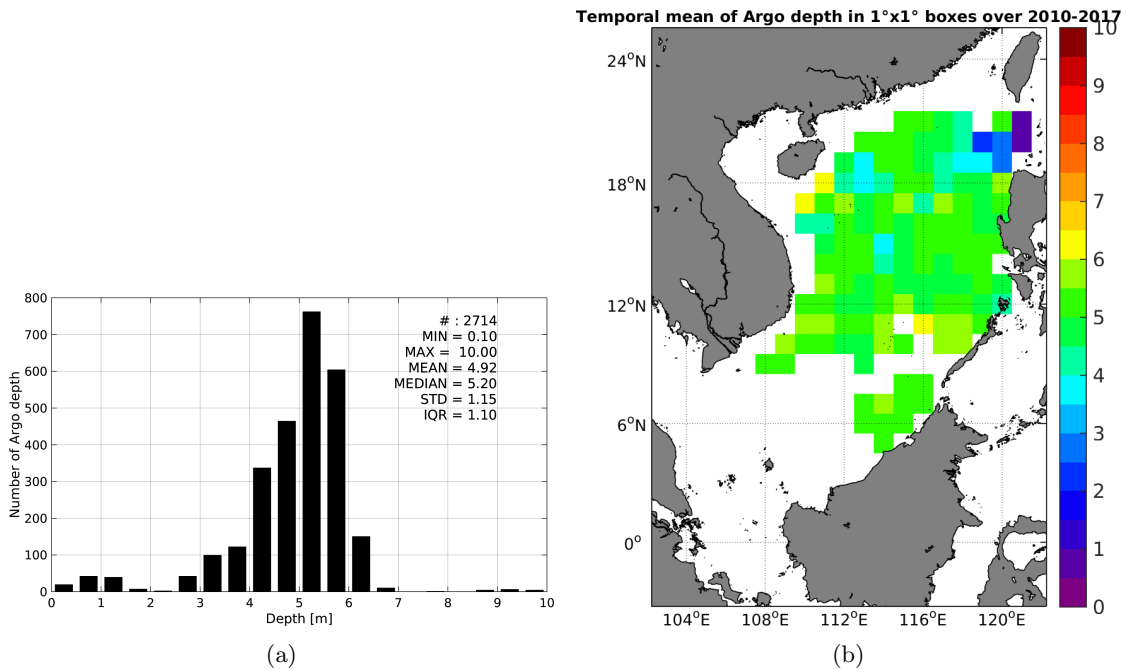 Temporal mean of Argo depth in 1°x1° boxes over 2010-2017
800
700
600
500
400
300
200
100
0
Number of Argo depth
# : 2714
MIN = 0.10
MAX = 10.00
MEAN = 4.92
MEDIAN = 5.20
STD = 1.15
IQR = 1.10
0 1 2 3 4 5 6 7 8 9 10
Depth [m]
(a)
24°N
18°N
12°N
6°N
0°
104°E 108°E 112°E 116°E 120°E
10
9
8
7
6
5
4
3
2
1
0
(b)